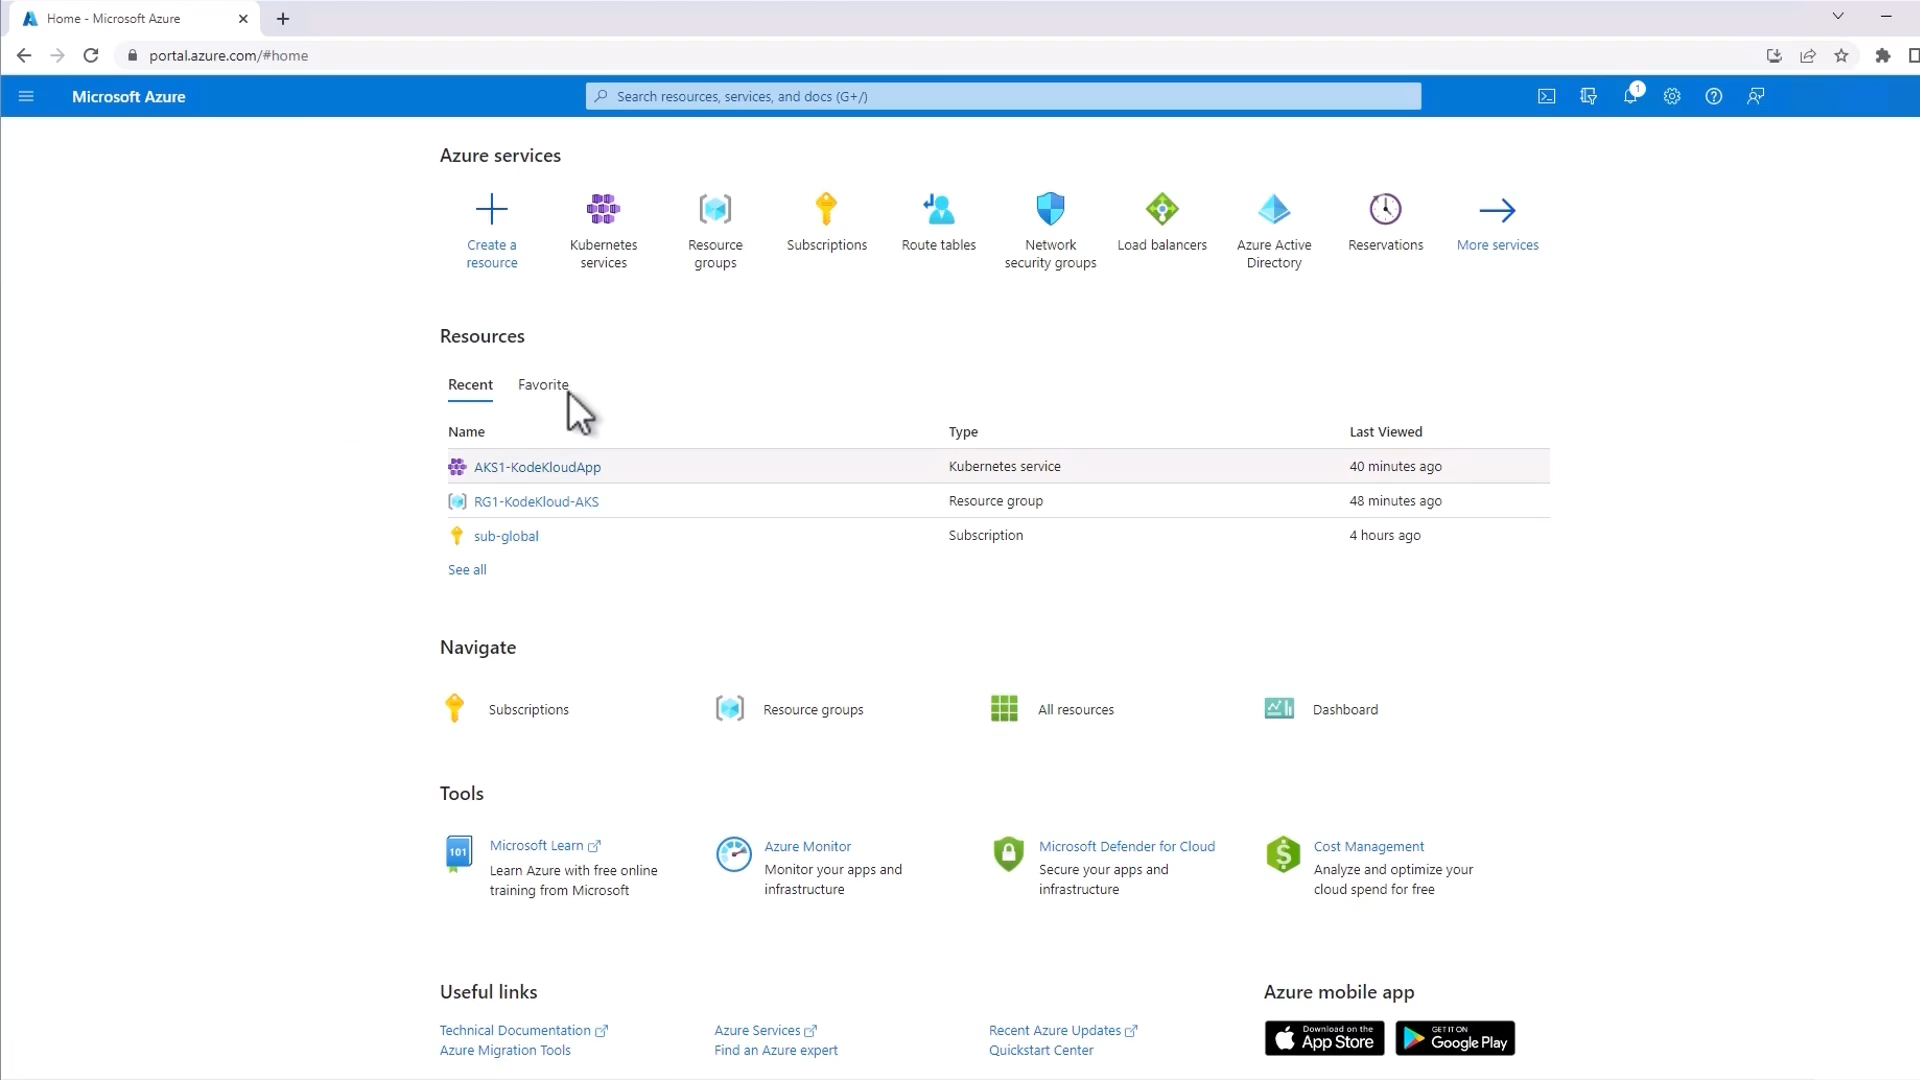 Home - Microsoft Azure
portal.azure.com/#home
Microsoft Azure
Search resources, services, and docs (G+/)
1
Azure services
Create a
resource
Kubernetes
services
Resource
groups
Subscriptions
Route tables
Network
security groups
Load balancers
Azure Active
Directory
Reservations
More services
Resources
Recent
Favorite
Name
Type
Last Viewed
AKS1-KodeKloudApp
Kubernetes service
40 minutes ago
RG1-KodeKloud-AKS
Resource group
48 minutes ago
sub-global
Subscription
4 hours ago
See all
Navigate
Subscriptions
Resource groups
All resources
Dashboard
Tools
101
Microsoft Learn
Learn Azure with free online
training from Microsoft
Azure Monitor
Monitor your apps and
infrastructure
Microsoft Defender for Cloud
Secure your apps and
infrastructure
Cost Management
Analyze and optimize your
cloud spend for free
Useful links
Technical Documentation
Azure Migration Tools
Azure Services
Find an Azure expert
Recent Azure Updates
Quickstart Center
Azure mobile app
Download on the
App Store
GET IT ON
Google Play